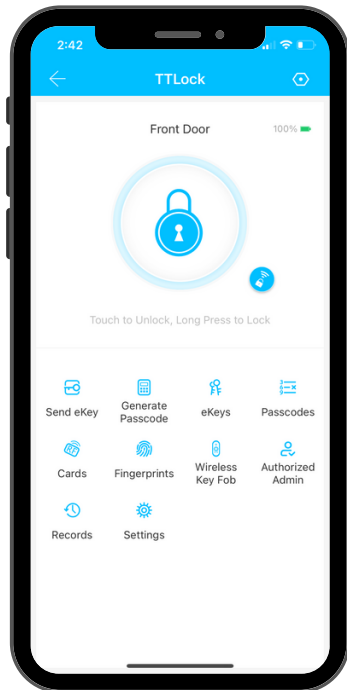 2:42
TTLock
Front Door
100%
Touch to Unlock, Long Press to Lock
Send eKey
Generate
Passcode
eKeys
Passcodes
Cards
Fingerprints
Wireless
Key Fob
Authorized
Admin
Records
Settings